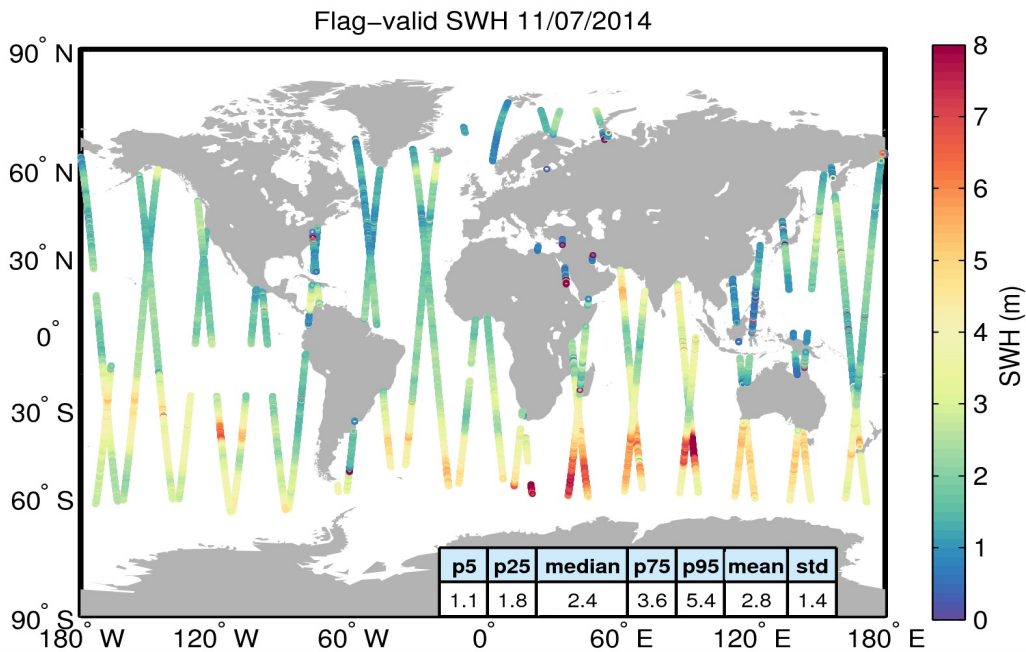 Flag−valid SWH 11/07/2014
90° N
60° N
30° N
0°
30° S
60° S
90° S
180° W
120° W
60° W
0°
60° E
120° E
180° E
p5 p25 median p75 p95 mean std
1.1 1.8 2.4 3.6 5.4 2.8 1.4
8
7
6
5
4
3
2
1
0
SWH (m)